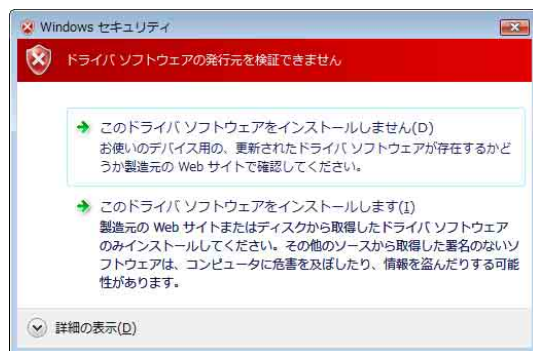 Windows セキュリティ
ドライバ ソフトウェアの発行元を検証できません
このドライバ ソフトウェアをインストールしません(D)
お使いのデバイス用の、更新されたドライバ ソフトウェアが存在するかど
うか製造元の Web サイトで確認してください。
このドライバ ソフトウェアをインストールします(I)
製造元の Web サイトまたはディスクから取得したドライバ ソフトウェア
のみインストールしてください。その他のソースから取得した署名のないソ
フトウェアは、コンピュータに危害を及ぼしたり、情報を盗んだりする可能
性があります。
詳細の表示(D)